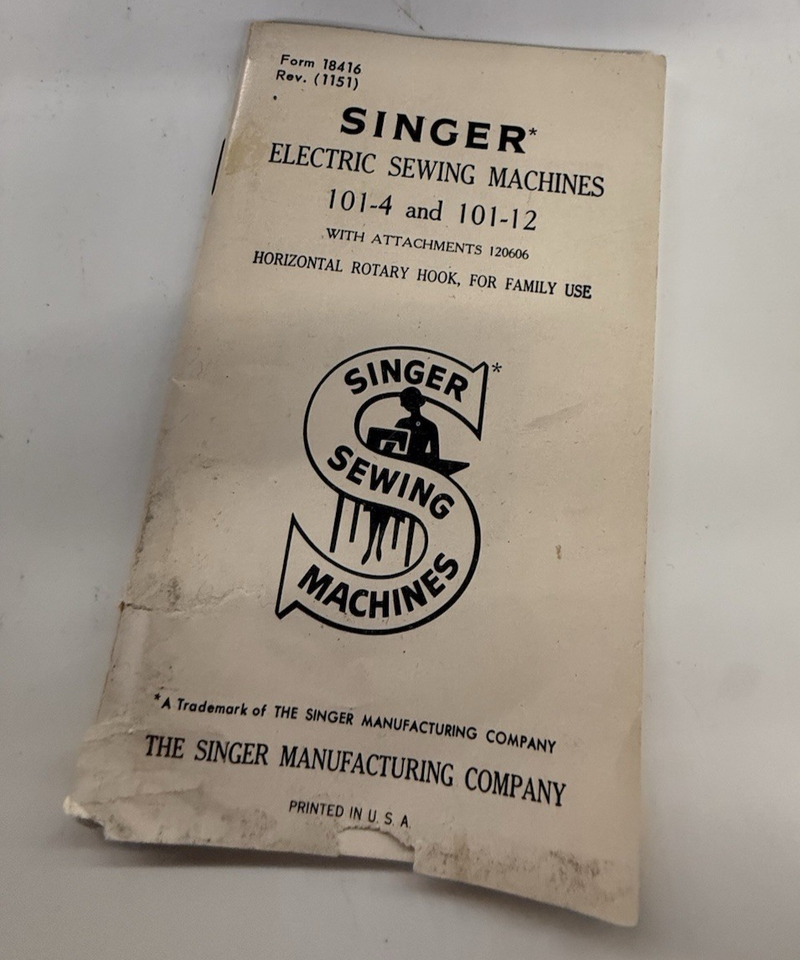 Form 18416
Rev. (1151)
SINGER*
ELECTRIC SEWING MACHINES
101-4 and 101-12
WITH ATTACHMENTS 120606
HORIZONTAL ROTARY HOOK, FOR FAMILY USE
SINGER*
SEWING
MACHINES
*A Trademark of THE SINGER MANUFACTURING COMPANY
THE SINGER MANUFACTURING COMPANY
PRINTED IN U. S. A.